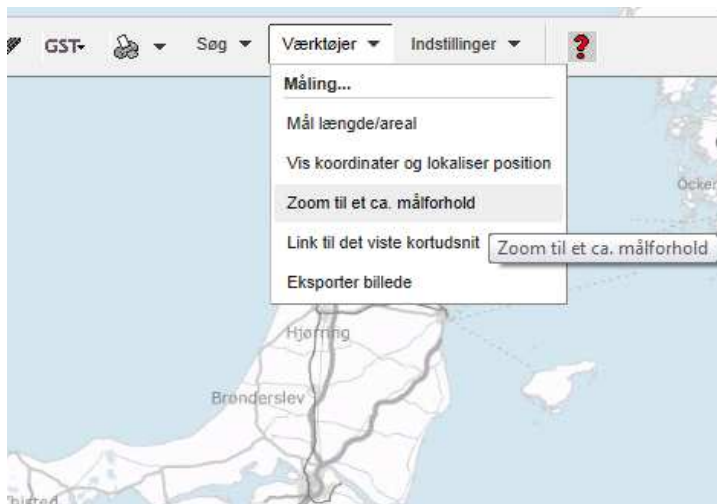 GST
Søg
Værktøjer
Indstillinger
?
Måling...
Mål længde/areal
Vis koordinater og lokaliser position
Zoom til et ca. målforhold
Link til det viste kortudsnit
Zoom til et ca. målforhold
Eksporter billede
Öcker
Hjørring
Brønderslev